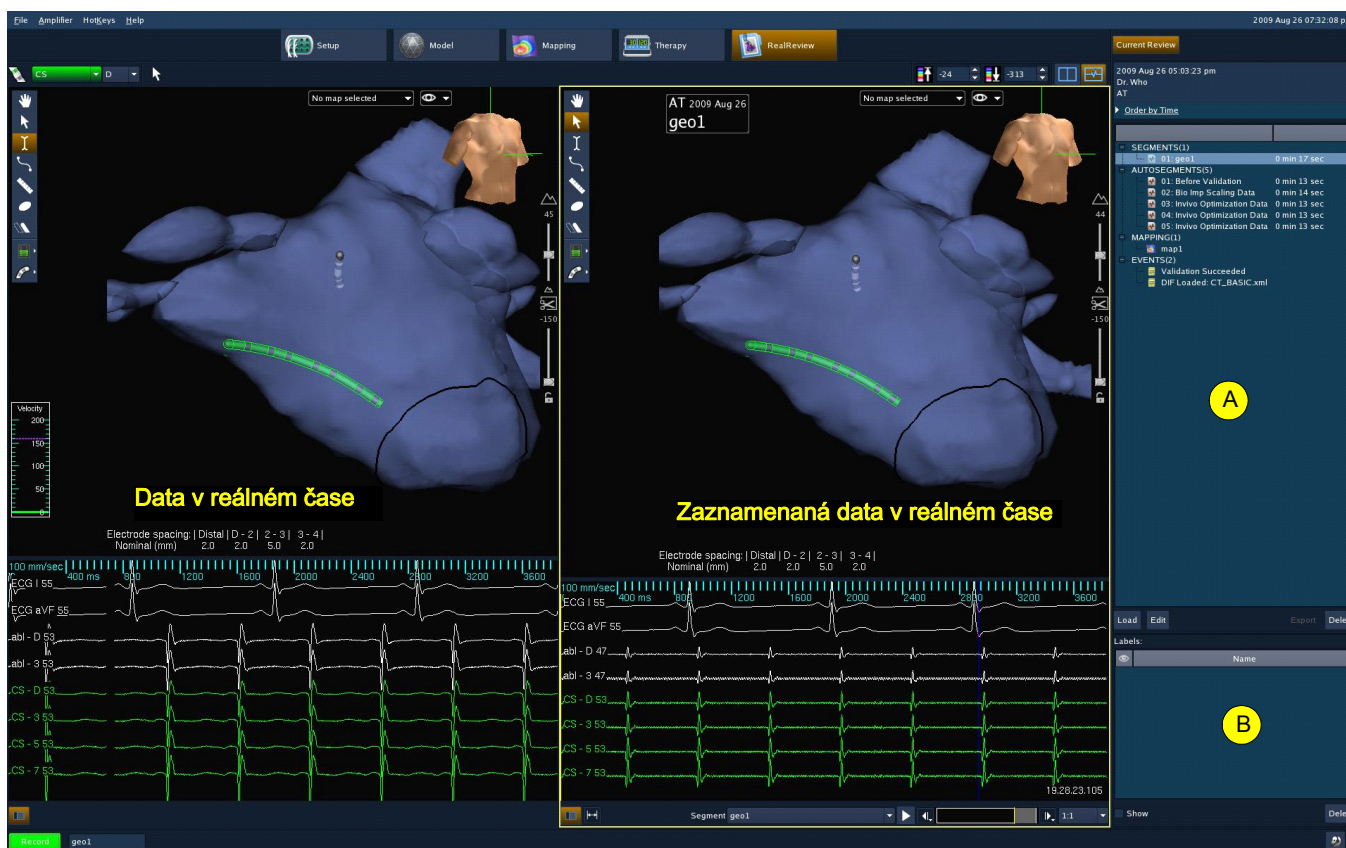 File Amplifier HotKeys Help
2009 Aug 26 07:32:08 p
Setup Model Mapping Therapy RealReview
Current Review
CS D
-24 -313
2009 Aug 26 05:03:23 pm
Dr. Who
AT
Order by Time
No map selected
AT 2009 Aug 26
geo1
No map selected
SEGMENTS(1)
01: geo1 0 min 17 sec
AUTOSEGMENTS(5)
01: Before Validation 0 min 13 sec
02: Bio Imp Scaling Data 0 min 14 sec
03: Invivo Optimization Data 0 min 13 sec
04: Invivo Optimization Data 0 min 13 sec
05: Invivo Optimization Data 0 min 13 sec
MAPPING(1)
map1
EVENTS(2)
Validation Succeeded
DIF Loaded: CT_BASIC.xml
45
-150
44
-150
A
Velocity
200
150
100
50
0
Data v reálném čase
Zaznamenaná data v reálném čase
Electrode spacing: | Distal | D - 2 | 2 - 3 | 3 - 4 |
Nominal (mm) 2.0 2.0 5.0 2.0
Electrode spacing: | Distal | D - 2 | 2 - 3 | 3 - 4 |
Nominal (mm) 2.0 2.0 5.0 2.0
100 mm/sec
400 ms 800 1200 1600 2000 2400 2800 3200 3600
ECG I 55
ECG aVF 55
abl - D 53
abl - 3 53
CS - D 53
CS - 3 53
CS - 5 53
CS - 7 53
100 mm/sec
400 ms 800 1200 1600 2000 2400 2800 3200 3600
ECG I 55
ECG aVF 55
abl - D 47
abl - 3 47
CS - D 53
CS - 3 53
CS - 5 53
CS - 7 53
19.28.23.105
Load Edit Export Dele
Labels:
Name
B
Segment geo1 1:1
Show Dele
Record geo1